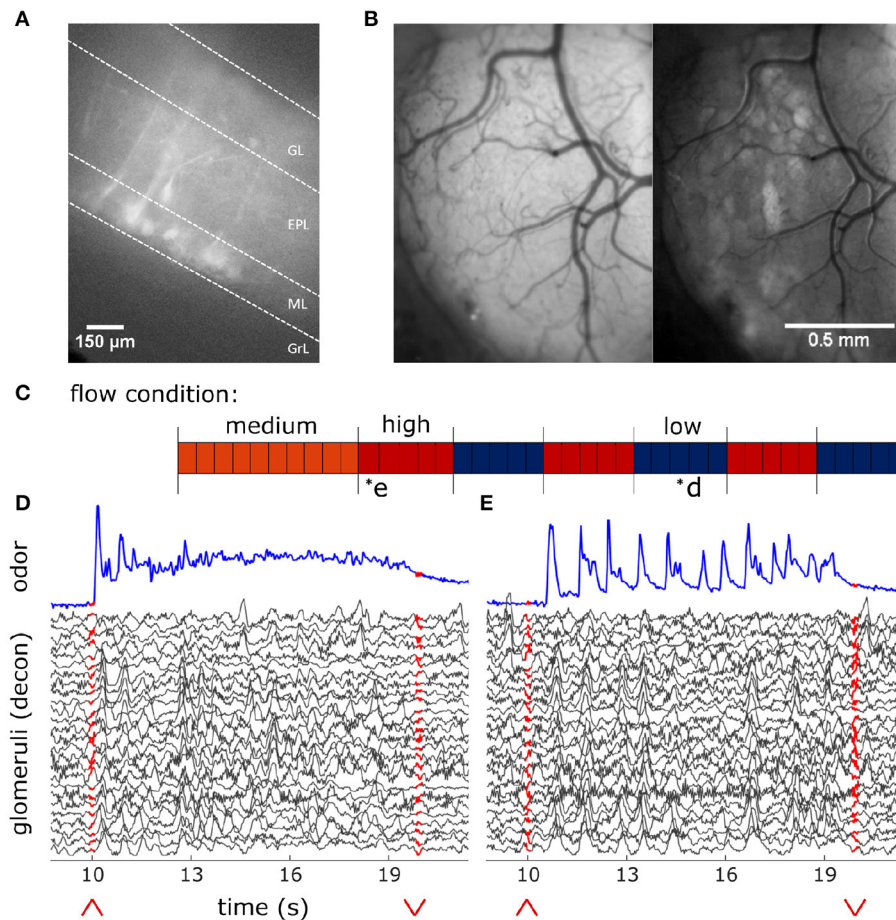 A
B
GL
EPL
ML
GrL
150 µm
0.5 mm
C
flow condition:
medium
high
low
*e
*d
D
E
odor
glomeruli (decon)
10 13 16 19
10 13 16 19
time (s)